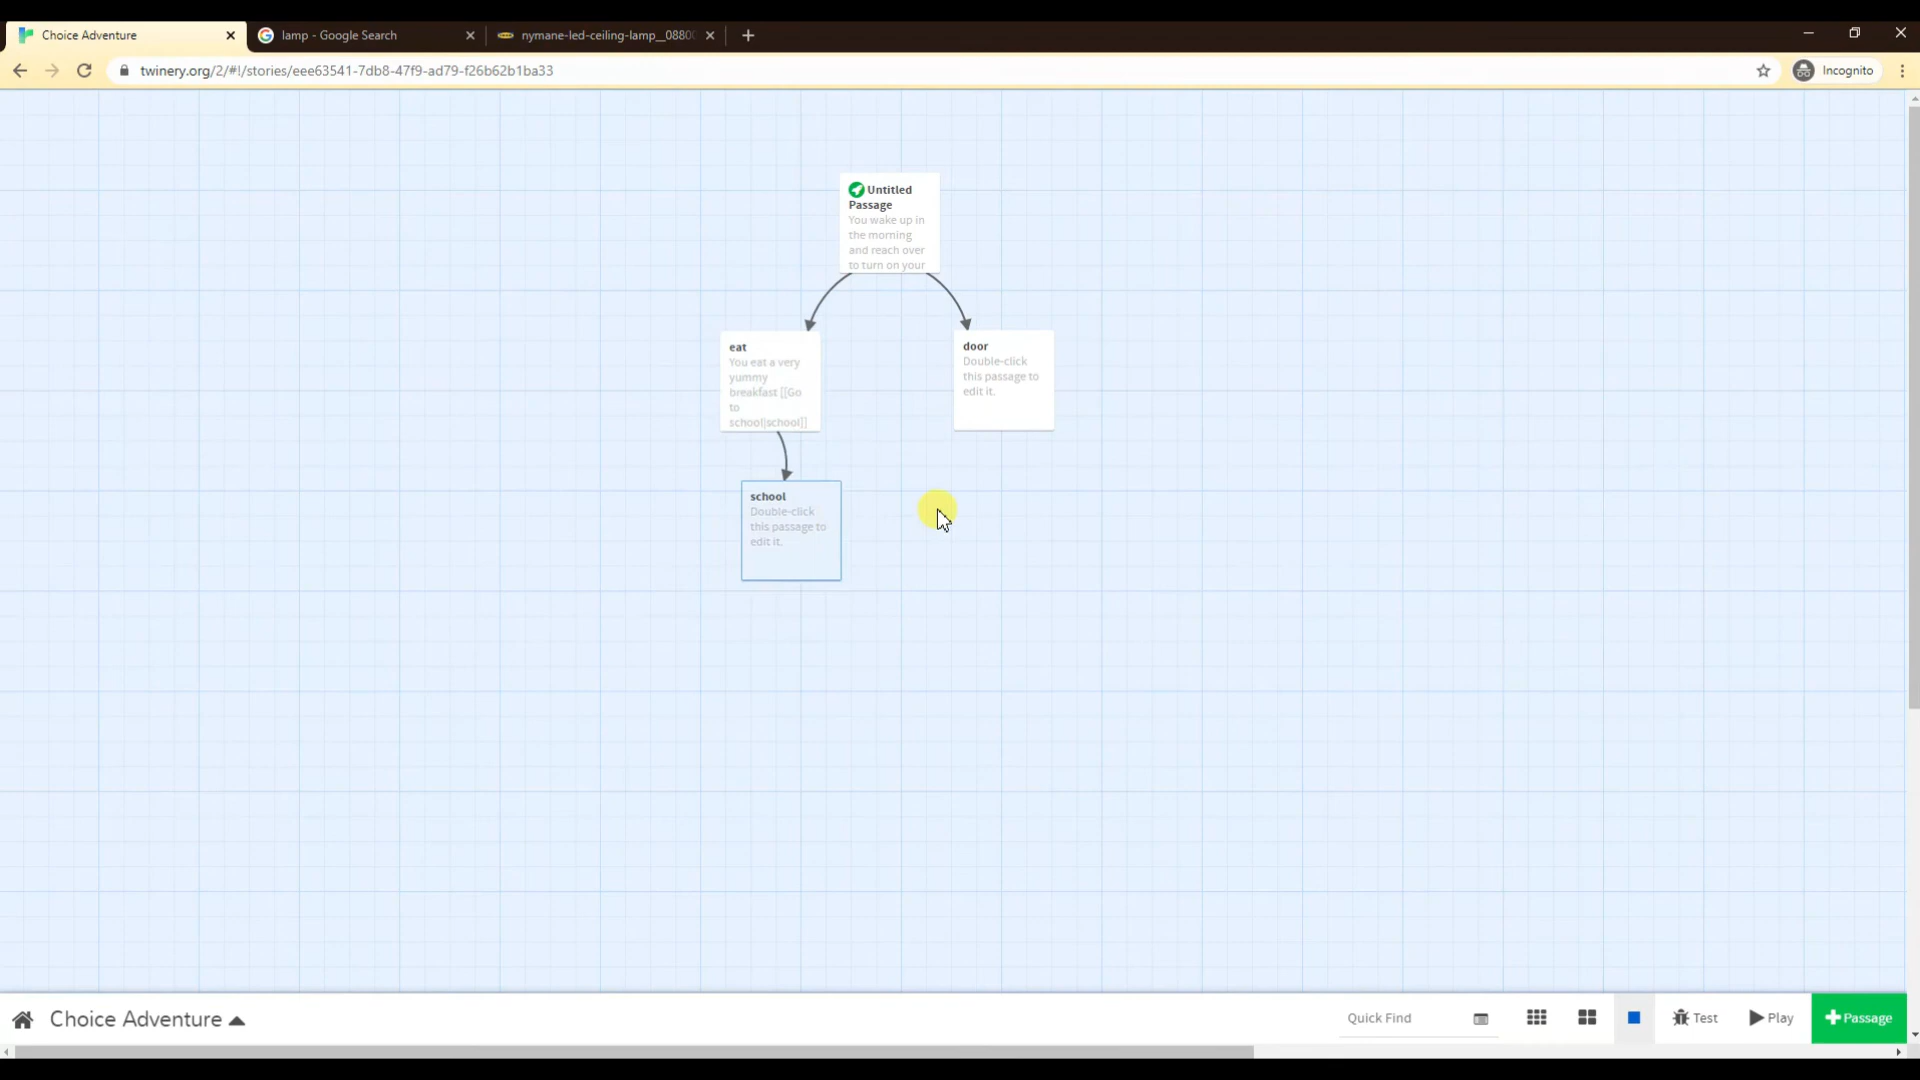 Choice Adventure
lamp - Google Search
nymane-led-ceiling-lamp__0880
twinery.org/2/#!/stories/eee63541-7db8-47f9-ad79-f26b62b1ba33
Incognito
Untitled
Passage
You wake up in
the morning
and reach over
to turn on your
eat
You eat a very
yummy
breakfast [[Go
to
school|school]]
door
Double-click
this passage to
edit it.
school
Double-click
this passage to
edit it.
Choice Adventure
Quick Find
Test
Play
Passage